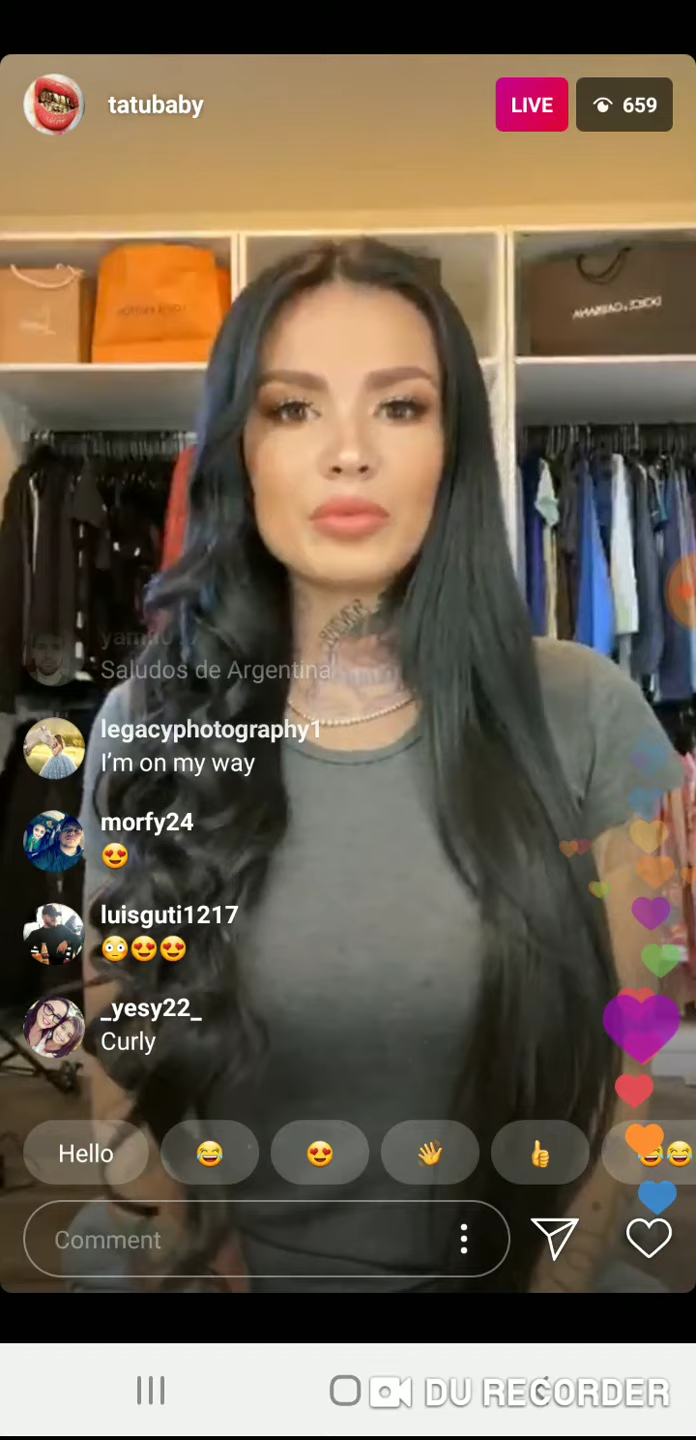 tatubaby
LIVE
659
Saludos de Argentina
legacyphotography1
I'm on my way
morfy24
😍
luisguti1217
😳😍😍
_yesy22_
Curly
Hello
😂
😍
👋
👍
😂😂
Comment
DU RECORDER